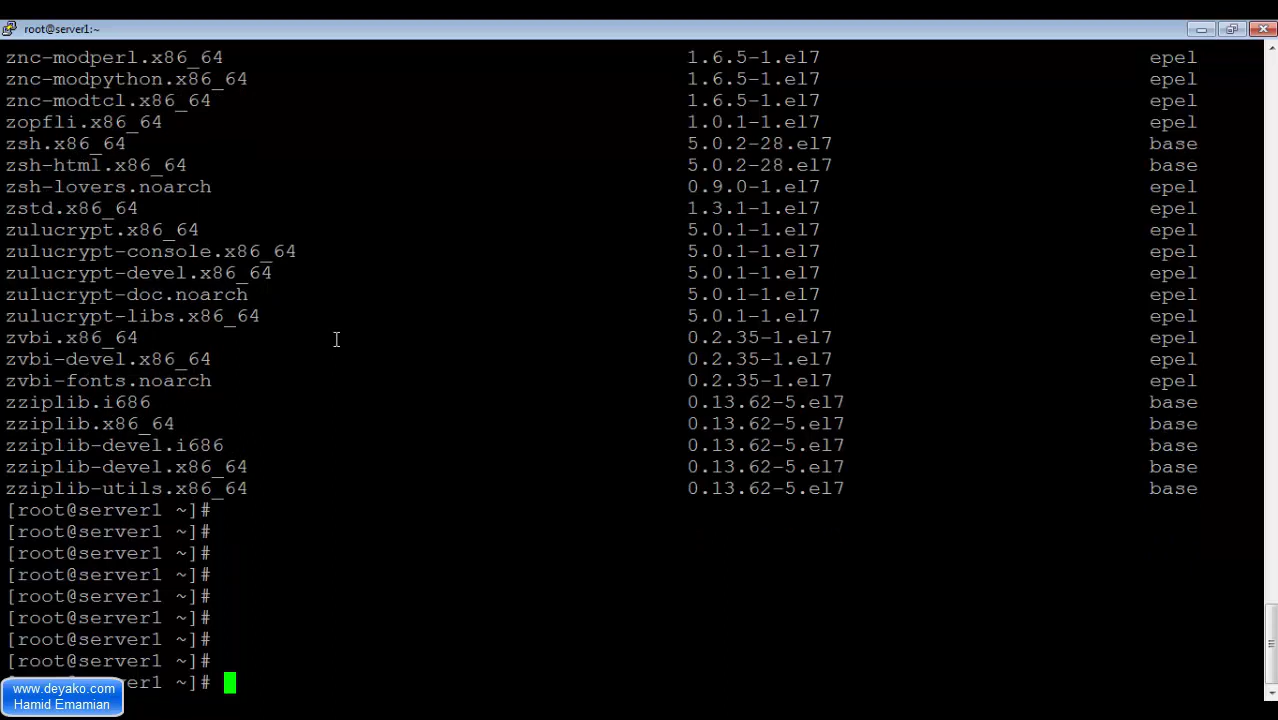 root@server1:~
znc-modperl.x86_64 1.6.5-1.el7 epel
znc-modpython.x86_64 1.6.5-1.el7 epel
znc-modtcl.x86_64 1.6.5-1.el7 epel
zopfli.x86_64 1.0.1-1.el7 epel
zsh.x86_64 5.0.2-28.el7 base
zsh-html.x86_64 5.0.2-28.el7 base
zsh-lovers.noarch 0.9.0-1.el7 epel
zstd.x86_64 1.3.1-1.el7 epel
zulucrypt.x86_64 5.0.1-1.el7 epel
zulucrypt-console.x86_64 5.0.1-1.el7 epel
zulucrypt-devel.x86_64 5.0.1-1.el7 epel
zulucrypt-doc.noarch 5.0.1-1.el7 epel
zulucrypt-libs.x86_64 5.0.1-1.el7 epel
zvbi.x86_64 0.2.35-1.el7 epel
zvbi-devel.x86_64 0.2.35-1.el7 epel
zvbi-fonts.noarch 0.2.35-1.el7 epel
zziplib.i686 0.13.62-5.el7 base
zziplib.x86_64 0.13.62-5.el7 base
zziplib-devel.i686 0.13.62-5.el7 base
zziplib-devel.x86_64 0.13.62-5.el7 base
zziplib-utils.x86_64 0.13.62-5.el7 base
[root@server1 ~]#
[root@server1 ~]#
[root@server1 ~]#
[root@server1 ~]#
[root@server1 ~]#
[root@server1 ~]#
[root@server1 ~]#
[root@server1 ~]#
erver1 ~]#
www.deyako.com
Hamid Emamian